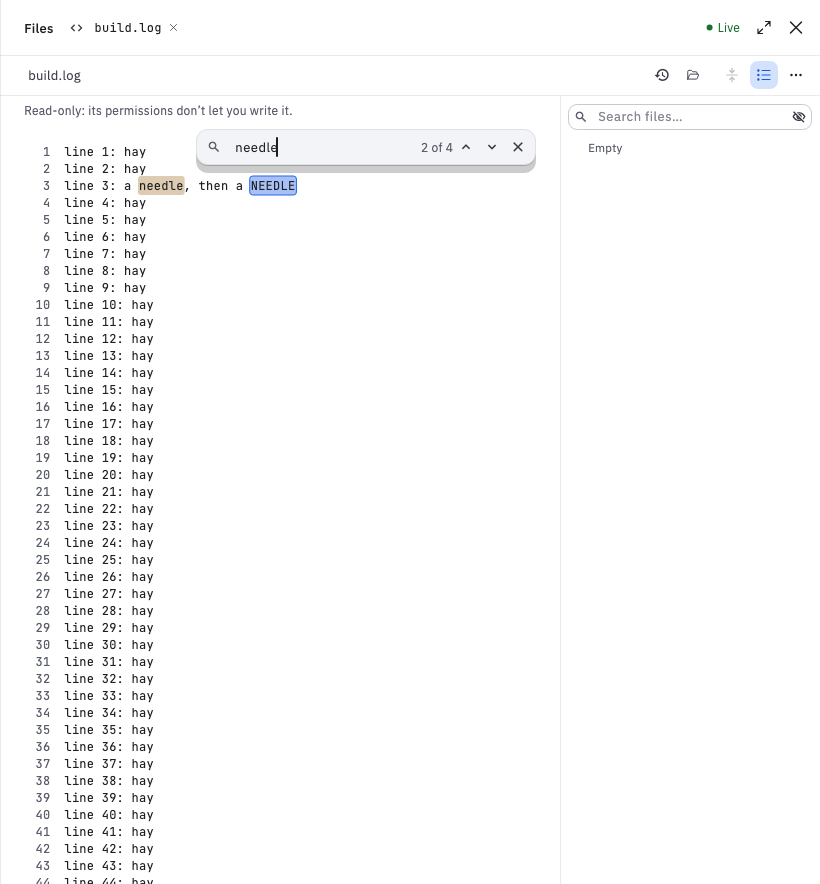 Files <> build.log × Live
build.log
Read-only: its permissions don’t let you write it.
Search files...
needle 2 of 4
Empty
1 line 1: hay
2 line 2: hay
3 line 3: a needle, then a NEEDLE
4 line 4: hay
5 line 5: hay
6 line 6: hay
7 line 7: hay
8 line 8: hay
9 line 9: hay
10 line 10: hay
11 line 11: hay
12 line 12: hay
13 line 13: hay
14 line 14: hay
15 line 15: hay
16 line 16: hay
17 line 17: hay
18 line 18: hay
19 line 19: hay
20 line 20: hay
21 line 21: hay
22 line 22: hay
23 line 23: hay
24 line 24: hay
25 line 25: hay
26 line 26: hay
27 line 27: hay
28 line 28: hay
29 line 29: hay
30 line 30: hay
31 line 31: hay
32 line 32: hay
33 line 33: hay
34 line 34: hay
35 line 35: hay
36 line 36: hay
37 line 37: hay
38 line 38: hay
39 line 39: hay
40 line 40: hay
41 line 41: hay
42 line 42: hay
43 line 43: hay
44 line 44: hay